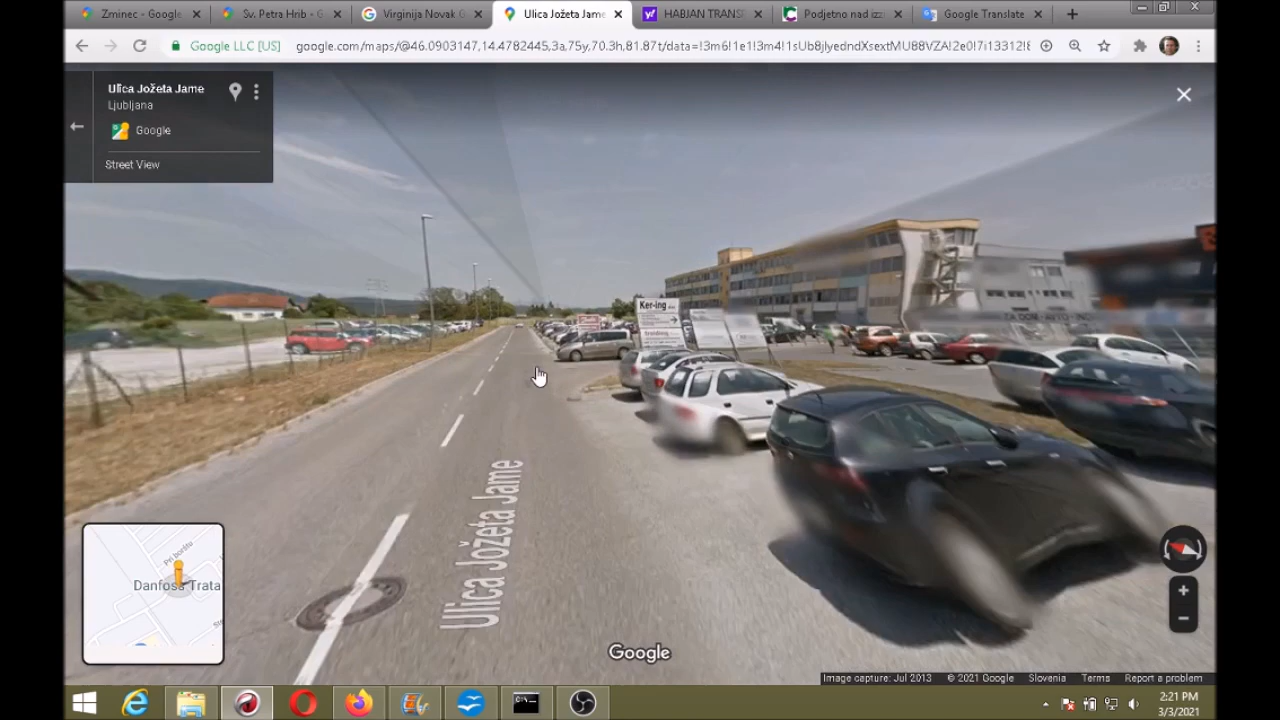 Zminec - Google
Sv. Petra Hrib - G
Virginija Novak G
Ulica Jožeta Jame
HABJAN TRANS
Podjetno nad izz
Google Translate
Google LLC [US]
google.com/maps/@46.0903147,14.4782445,3a,75y,70.3h,81.87t/data=!3m6!1e1!3m4!1sUb8jlyedndXsextMU88VZA!2e0!7i13312!8
Ulica Jožeta Jame
Ljubljana
Google
Street View
Ker-ing
Ulica Jožeta Jame
Pri borštu
Danfoss Trata
Google
Image capture: Jul 2013
© 2021 Google
Slovenia
Terms
Report a problem
2:21 PM
3/3/2021